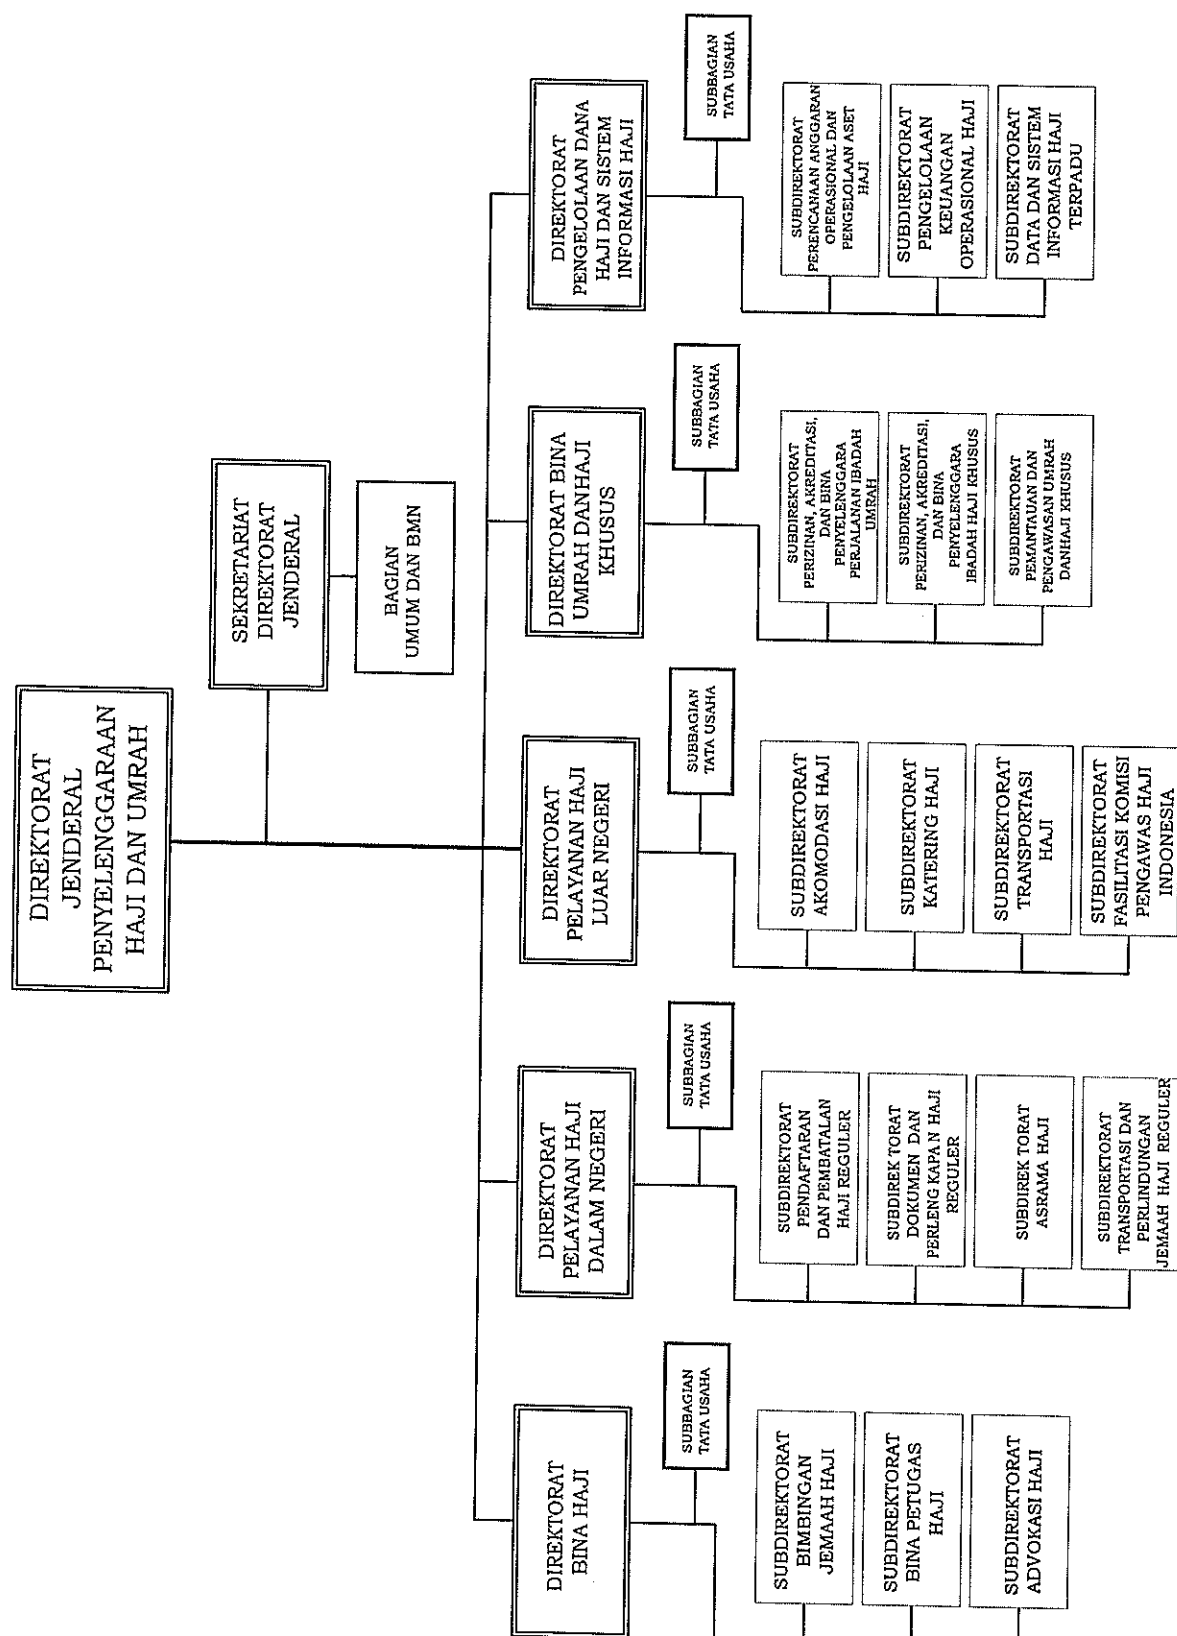 DIREKTORAT
JENDERAL
PENYELENGGARAAN
HAJI DAN UMRAH
SEKRETARIAT
DIREKTORAT
JENDERAL
BAGIAN
UMUM DAN BMN
DIREKTORAT
BINA HAJI
SUBBAGIAN
TATA USAHA
SUBDIREKTORAT
BIMBINGAN
JEMAAH HAJI
SUBDIREKTORAT
BINA PETUGAS
HAJI
SUBDIREKTORAT
ADVOKASI HAJI
DIREKTORAT
PELAYANAN HAJI
DALAM NEGERI
SUBBAGIAN
TATA USAHA
SUBDIREKTORAT
PENDAFTARAN
DAN PEMBATALAN
HAJI REGULER
SUBDIREK TORAT
DOKUMEN DAN
PERLENG KAPAN HAJI
REGULER
SUBDIREK TORAT
ASRAMA HAJI
SUBDIREKTORAT
TRANSPORTASI DAN
PERLINDUNGAN
JEMAAH HAJI REGULER
DIREKTORAT
PELAYANAN HAJI
LUAR NEGERI
SUBBAGIAN
TATA USAHA
SUBDIREKTORAT
AKOMODASI HAJI
SUBDIREKTORAT
KATERING HAJI
SUBDIREKTORAT
TRANSPORTASI
HAJI
SUBDIREKTORAT
FASILITASI KOMISI
PENGAWAS HAJI
INDONESIA
DIREKTORAT BINA
UMRAH DANHAJI
KHUSUS
SUBBAGIAN
TATA USAHA
SUBDIREKTORAT
PERIZINAN, AKREDITASI,
DAN BINA
PENYELENGGARA
PERJALANAN IBADAH
UMRAH
SUBDIREKTORAT
PERIZINAN, AKREDITASI,
DAN BINA
PENYELENGGARA
IBADAH HAJI KHUSUS
SUBDIREKTORAT
PEMANTAUAN DAN
PENGAWASAN UMRAH
DANHAJI KHUSUS
DIREKTORAT
PENGELOLAAN DANA
HAJI DAN SISTEM
INFORMASI HAJI
SUBBAGIAN
TATA USAHA
SUBDIREKTORAT
PERENCANAAN ANGGARAN
OPERASIONAL DAN
PENGELOLAAN ASET
HAJI
SUBDIREKTORAT
PENGELOLAAN
KEUANGAN
OPERASIONAL HAJI
SUBDIREKTORAT
DATA DAN SISTEM
INFORMASI HAJI
TERPADU